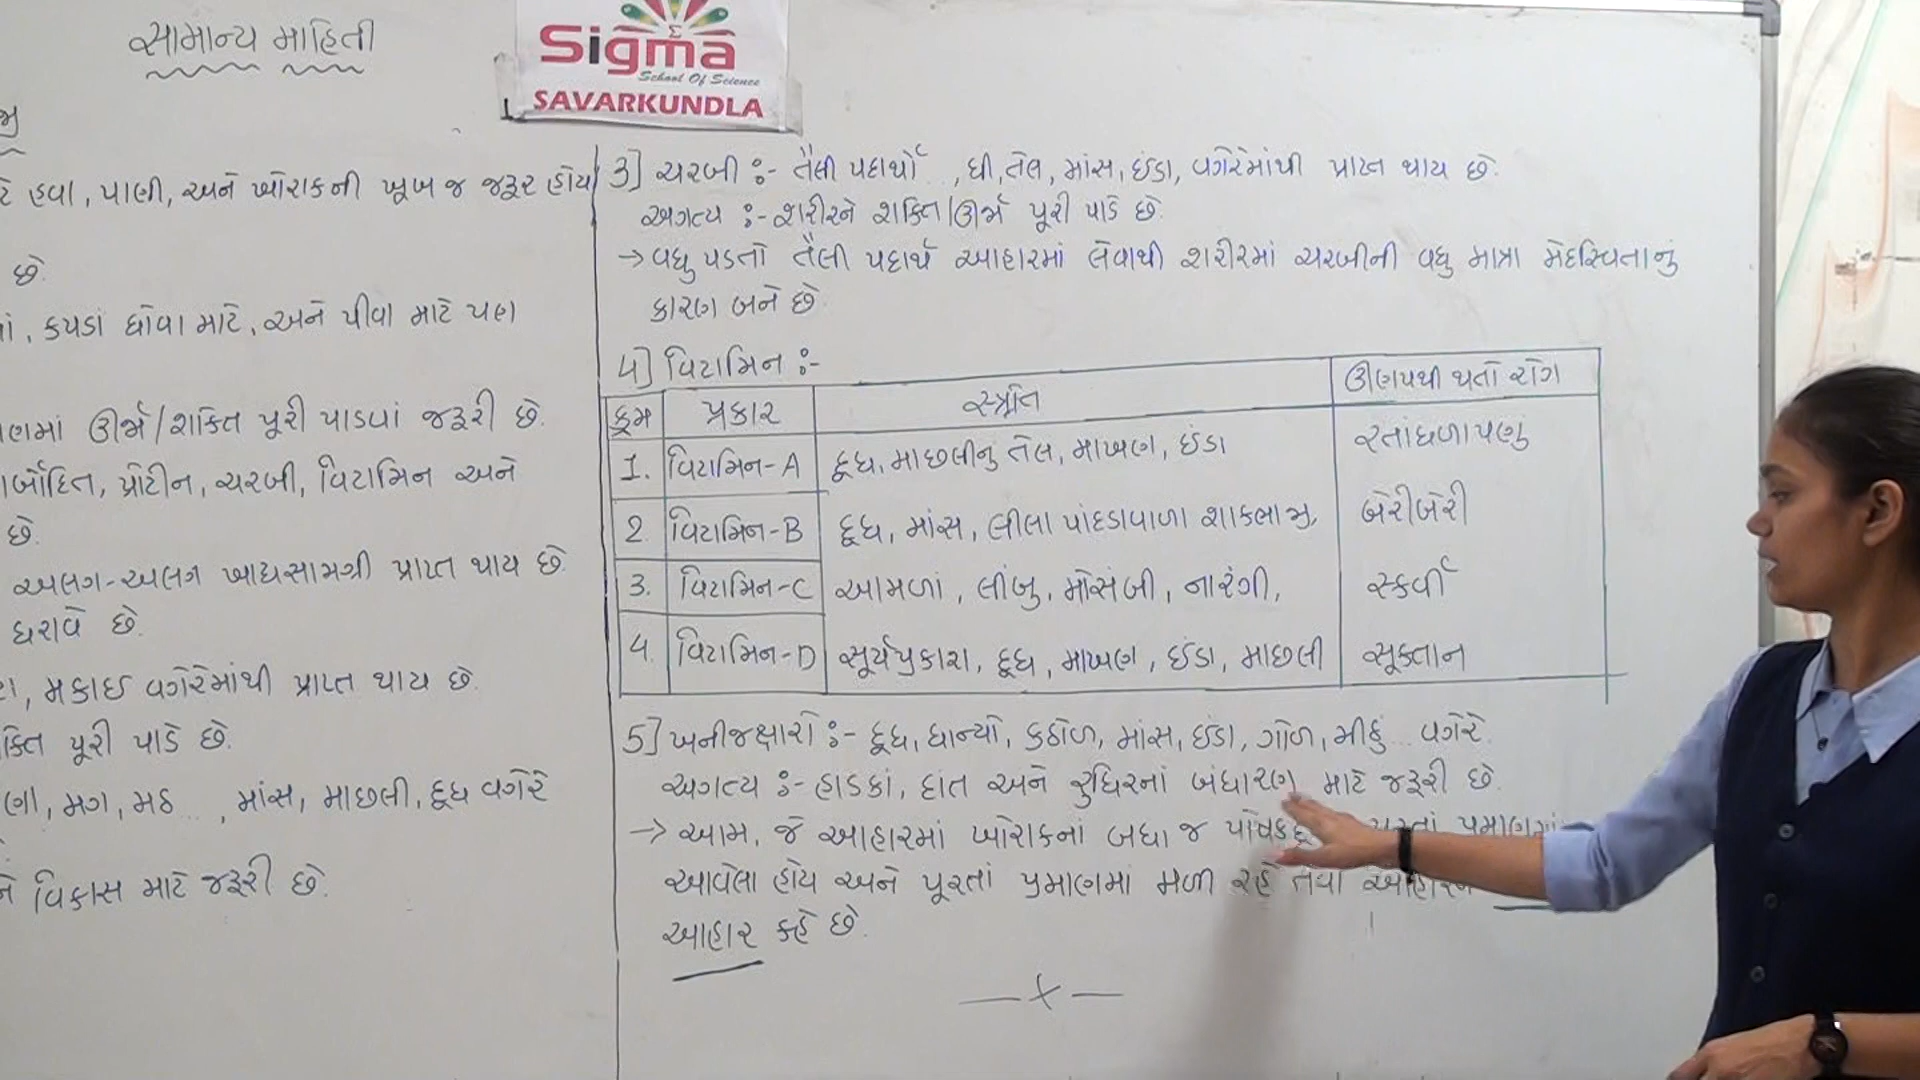 સામાન્ય માહિતી
Sigma
School Of Science
SAVARKUNDLA
હવા, પાણી, અને ખોરાકની ખૂબ જ જરૂર હોય
છે.
, કપડાં ધોવા માટે, અને પીવા માટે પણ
ઊર્જા/શક્તિ પૂરી પાડવાં જરૂરી છે.
પ્રોટીન, ચરબી, વિટામિન અને
છે.
અલગ-અલગ ખાદ્યસામગ્રી પ્રાપ્ત થાય છે.
ધરાવે છે.
, મકાઈ વગેરેમાંથી પ્રાપ્ત થાય છે.
પૂરી પાડે છે.
, મગ, મઠ..., માંસ, માછલી, દૂધ વગેરે
વિકાસ માટે જરૂરી છે.
3] ચરબી :- તૈલી પદાર્થો.., ઘી, તેલ, માંસ, ઇંડા, વગેરેમાંથી પ્રાપ્ત થાય છે.
અગત્ય :- શરીરને શક્તિ/ઊર્જા પૂરી પાડે છે.
→ વધુ પડતો તૈલી પદાર્થ આહારમાં લેવાથી શરીરમાં ચરબીની વધુ માત્રા મેદસ્વિતાનું
કારણ બને છે.
4] વિટામિન :-
ક્રમ પ્રકાર સ્ત્રોત ઊણપથી થતો રોગ
1. વિટામિન-A દૂધ, માછલીનુ તેલ, માખણ, ઇંડા રતાંધળાપણું
2. વિટામિન-B દૂધ, માંસ, લીલા પાંદડાવાળા શાકભાજી, બેરીબેરી
3. વિટામિન-C આમળાં, લીંબુ, મોસંબી, નારંગી, સ્કર્વી
4. વિટામિન-D સૂર્યપ્રકાશ, દૂધ, માખણ, ઇંડા, માછલી સૂકતાન
5] ખનીજક્ષારો :- દૂધ, ધાન્યો, કઠોળ, માંસ, ઇંડા, ગોળ, મીઠું... વગેરે.
અગત્ય :- હાડકાં, દાંત અને રુધિરનાં બંધારણ માટે જરૂરી છે.
→ આમ, જે આહારમાં ખોરાકનાં બધા જ
આવેલા હોય અને પૂરતાં પ્રમાણમાં મળી રહે તેવા
આહાર કહે છે.